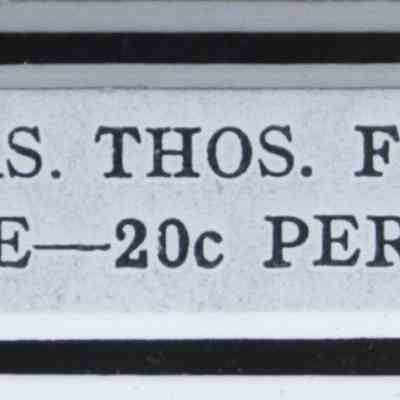 S. THOS. F
E—20c PER